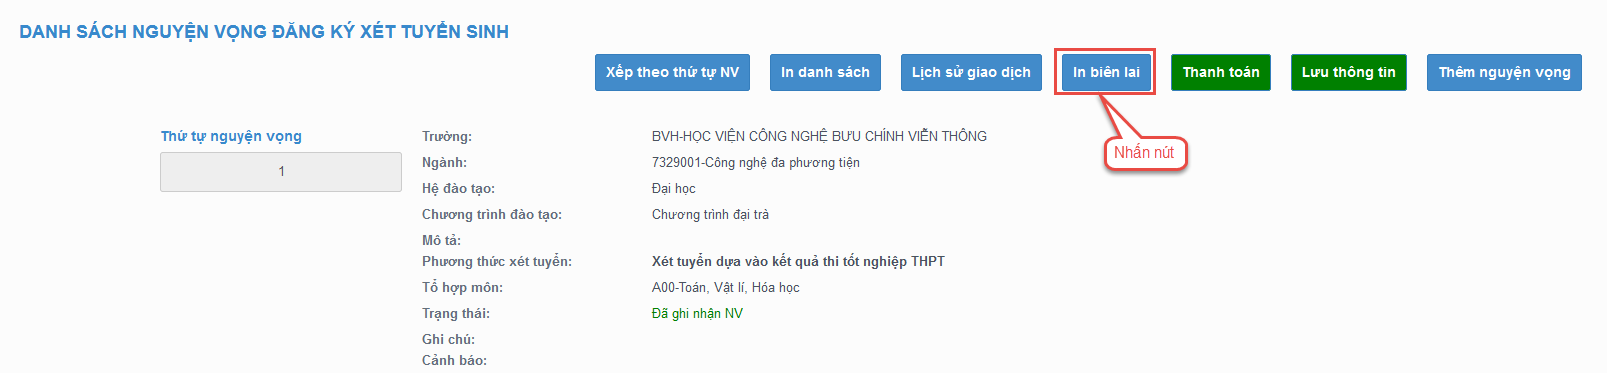 DANH SÁCH NGUYỆN VỌNG ĐĂNG KÝ XÉT TUYỂN SINH
Xếp theo thứ tự NV In danh sách Lịch sử giao dịch In biên lai Thanh toán Lưu thông tin Thêm nguyện vọng
Nhấn nút
Thứ tự nguyện vọng
1
Trường: BVH-HỌC VIỆN CÔNG NGHỆ BƯU CHÍNH VIỄN THÔNG
Ngành: 7329001-Công nghệ đa phương tiện
Hệ đào tạo: Đại học
Chương trình đào tạo: Chương trình đại trà
Mô tả:
Phương thức xét tuyển: Xét tuyển dựa vào kết quả thi tốt nghiệp THPT
Tổ hợp môn: A00-Toán, Vật lí, Hóa học
Trạng thái: Đã ghi nhận NV
Ghi chú:
Cảnh báo: